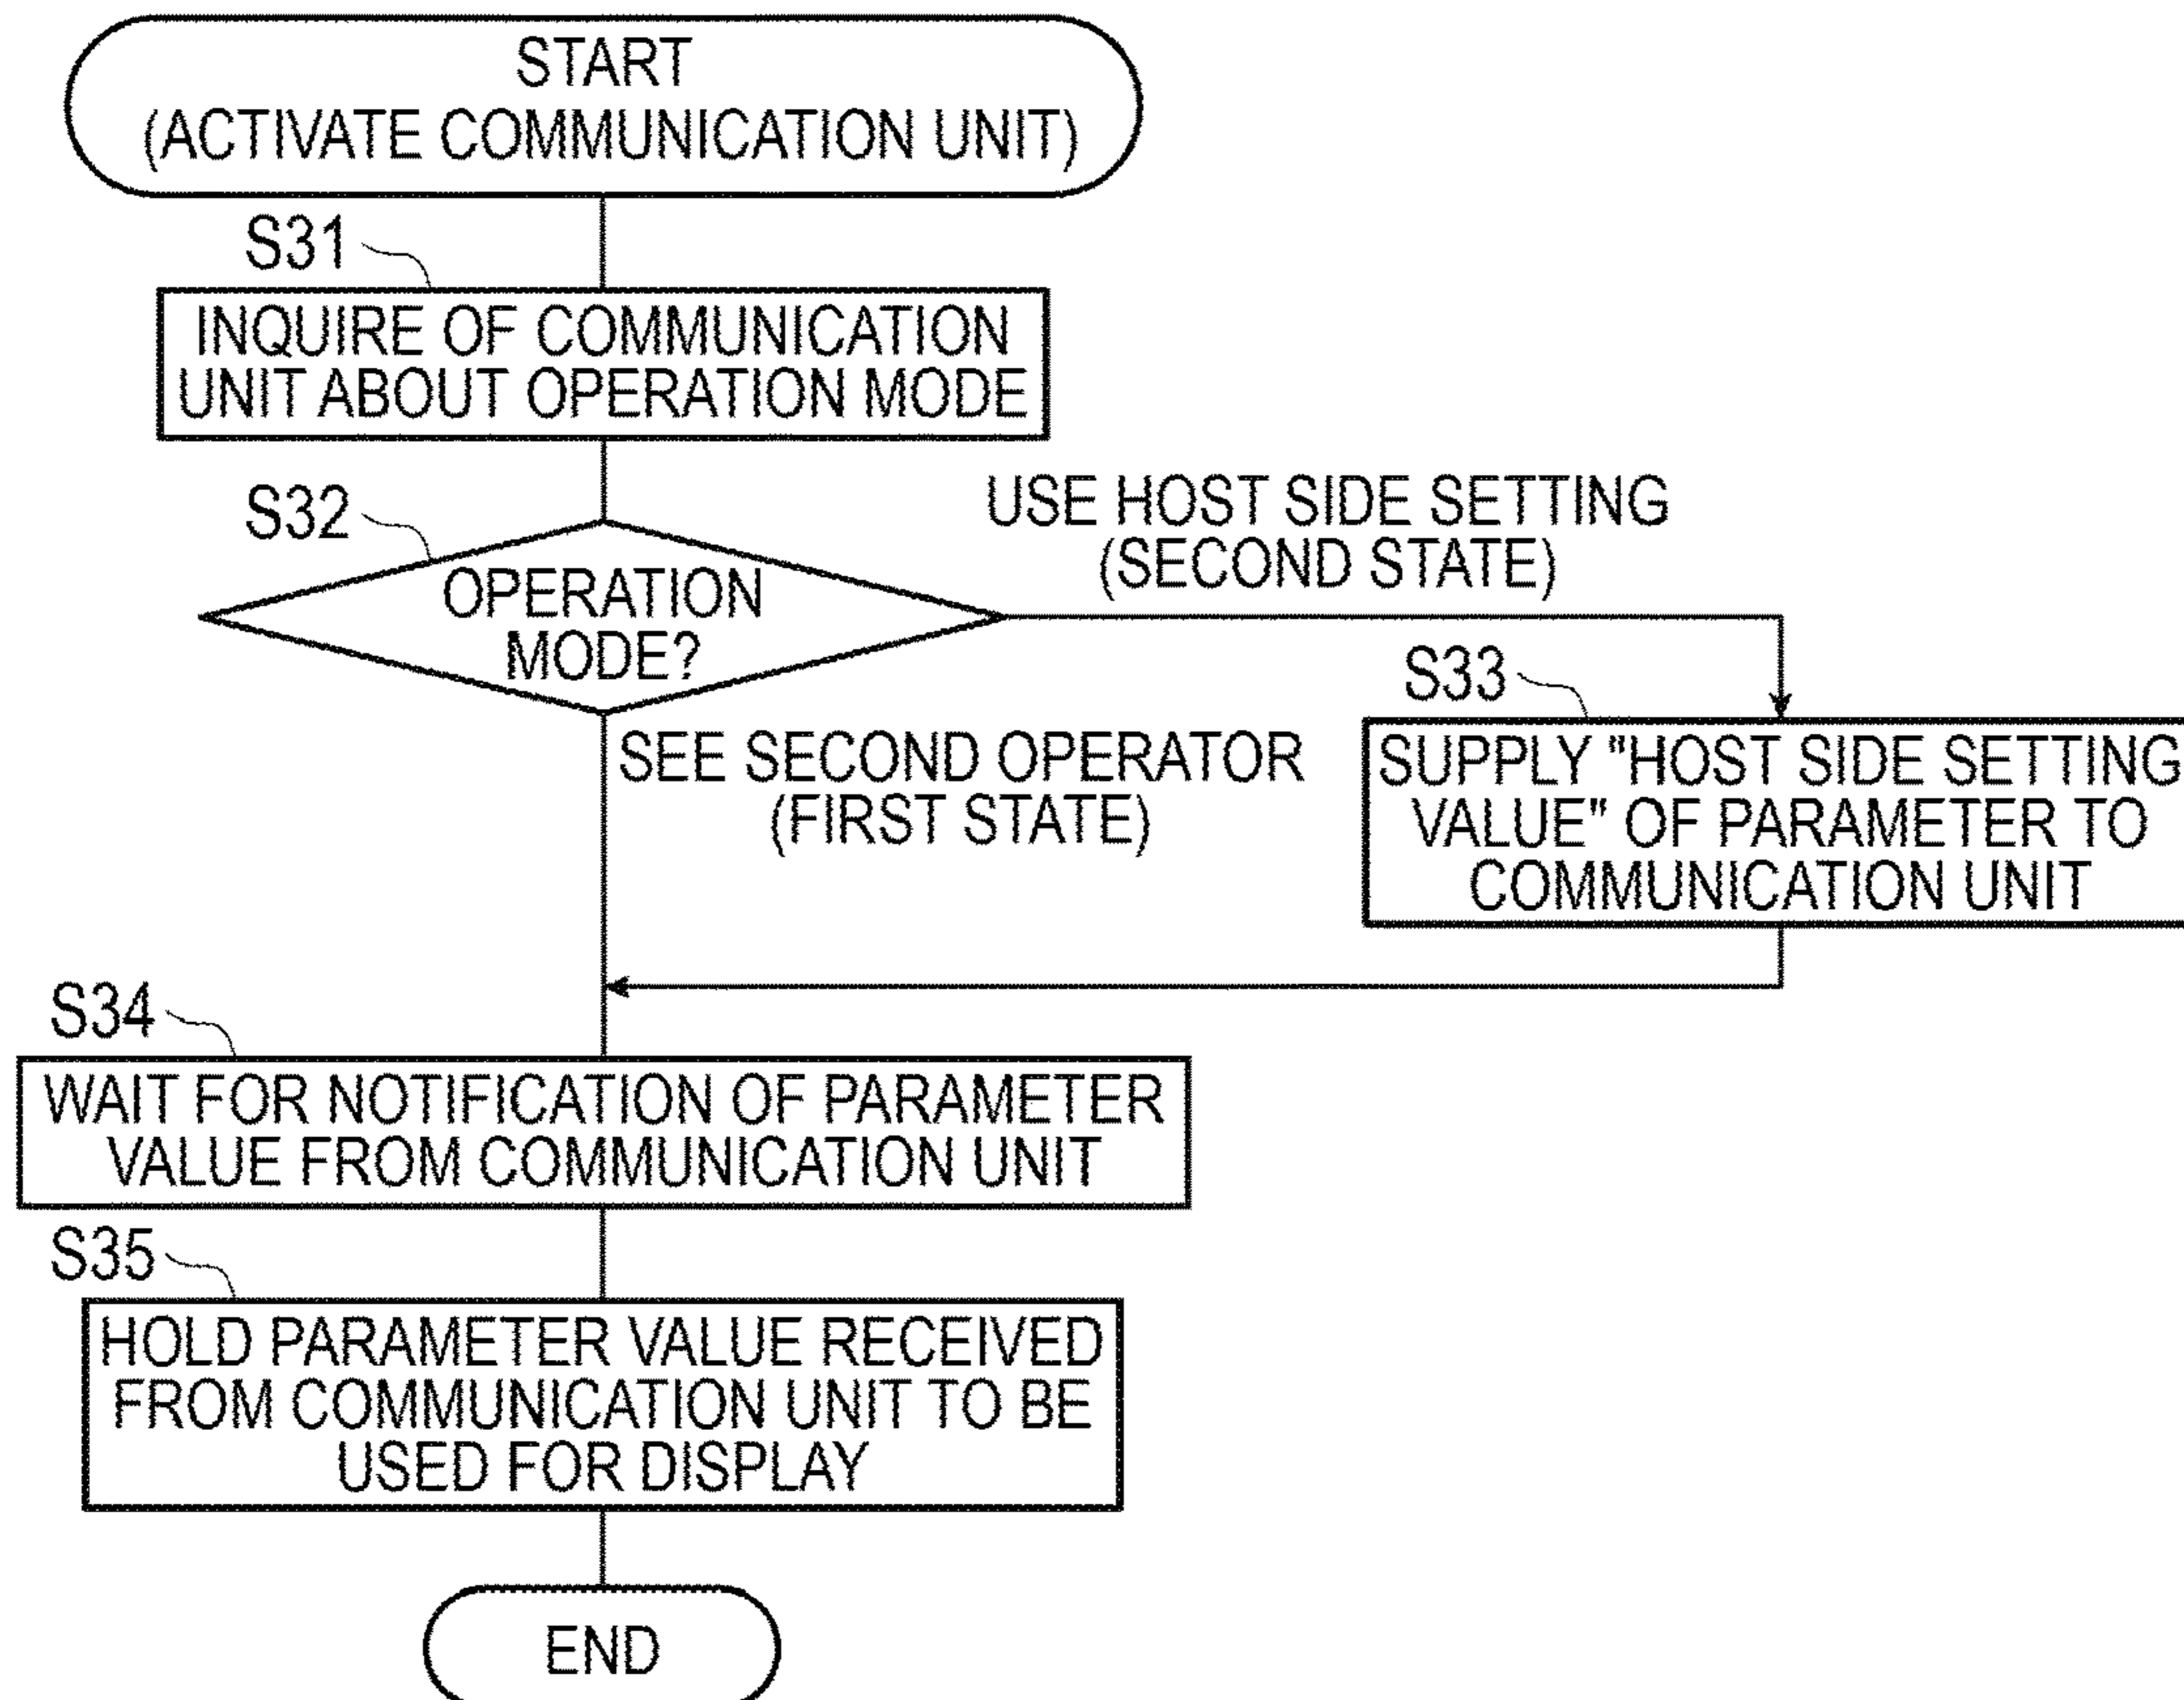 START
(ACTIVATE COMMUNICATION UNIT)
S31
INQUIRE OF COMMUNICATION
UNIT ABOUT OPERATION MODE
S32
OPERATION
MODE?
USE HOST SIDE SETTING
(SECOND STATE)
S33
SUPPLY "HOST SIDE SETTING
VALUE" OF PARAMETER TO
COMMUNICATION UNIT
SEE SECOND OPERATOR
(FIRST STATE)
S34
WAIT FOR NOTIFICATION OF PARAMETER
VALUE FROM COMMUNICATION UNIT
S35
HOLD PARAMETER VALUE RECEIVED
FROM COMMUNICATION UNIT TO BE
USED FOR DISPLAY
END